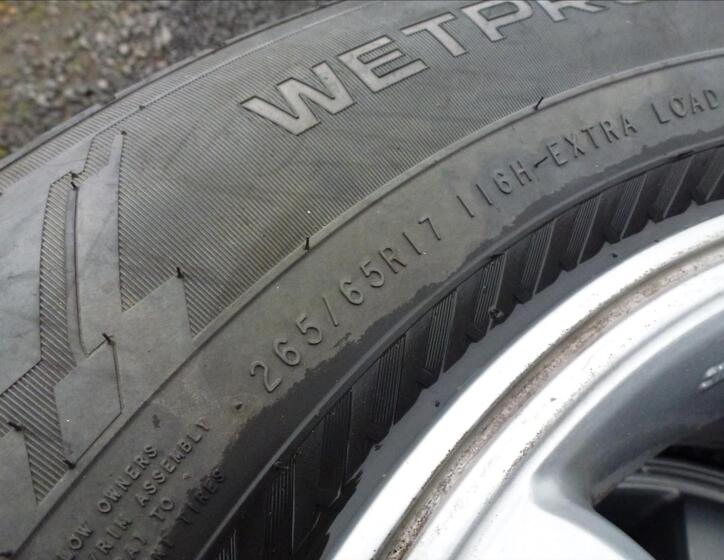 WETPRO
265/65R17 116H-EXTRA LOAD
OWNERS
/RIM ASSEMBLY
TO
TIRES